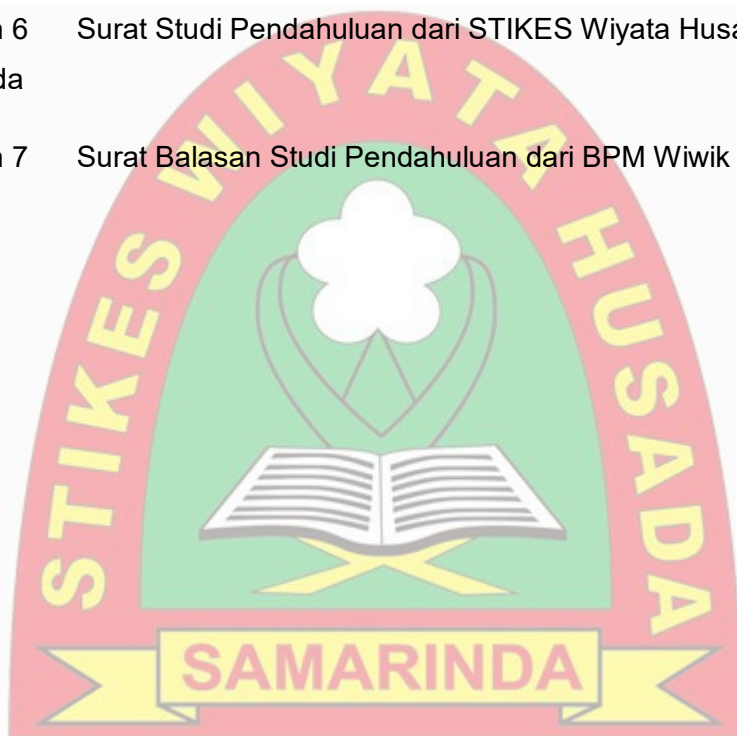 n 6 Surat Studi Pendahuluan dari STIKES Wiyata Husa
da
n 7 Surat Balasan Studi Pendahuluan dari BPM Wiwik
STIKES WIYATA HUSADA
SAMARINDA